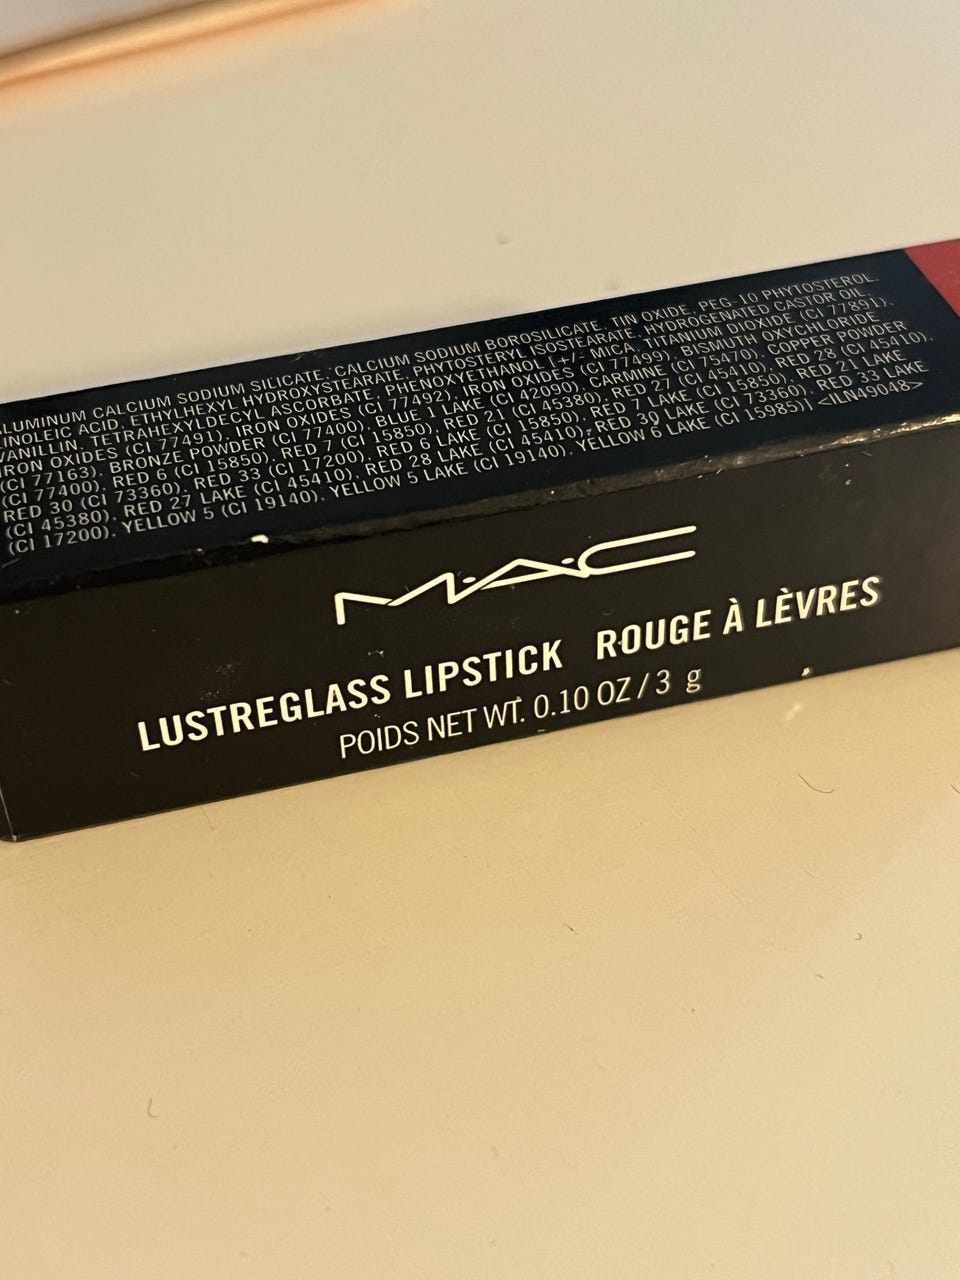 ALUMINUM CALCIUM SODIUM SILICATE, CALCIUM SODIUM BOROSILICATE, TIN OXIDE, PEG-10 PHYTOSTEROL,
LINOLEIC ACID, ETHYLHEXYL HYDROXYSTEARATE, PHYTOSTERYL ISOSTEARATE, HYDROGENATED CASTOR OIL,
VANILLIN, TETRAHEXYLDECYL ASCORBATE, PHENOXYETHANOL [+/- MICA, TITANIUM DIOXIDE (CI 77891),
IRON OXIDES (CI 77491), IRON OXIDES (CI 77492), IRON OXIDES (CI 77499), BISMUTH OXYCHLORIDE
(CI 77163), BRONZE POWDER (CI 77400), BLUE 1 LAKE (CI 42090), CARMINE (CI 75470), COPPER POWDER
(CI 77400), RED 6 (CI 15850), RED 7 (CI 15850), RED 21 (CI 45380), RED 27 (CI 45410), RED 28 (CI 45410),
RED 30 (CI 73360), RED 33 (CI 17200), RED 6 LAKE (CI 15850), RED 7 LAKE (CI 15850), RED 21 LAKE
(CI 45380), RED 27 LAKE (CI 45410), RED 28 LAKE (CI 45410), RED 30 LAKE (CI 73360), RED 33 LAKE
(CI 17200), YELLOW 5 (CI 19140), YELLOW 5 LAKE (CI 19140), YELLOW 6 LAKE (CI 15985)] <ILN49048>
M·A·C
LUSTREGLASS LIPSTICK ROUGE À LÈVRES
POIDS NET WT. 0.10 OZ / 3 g